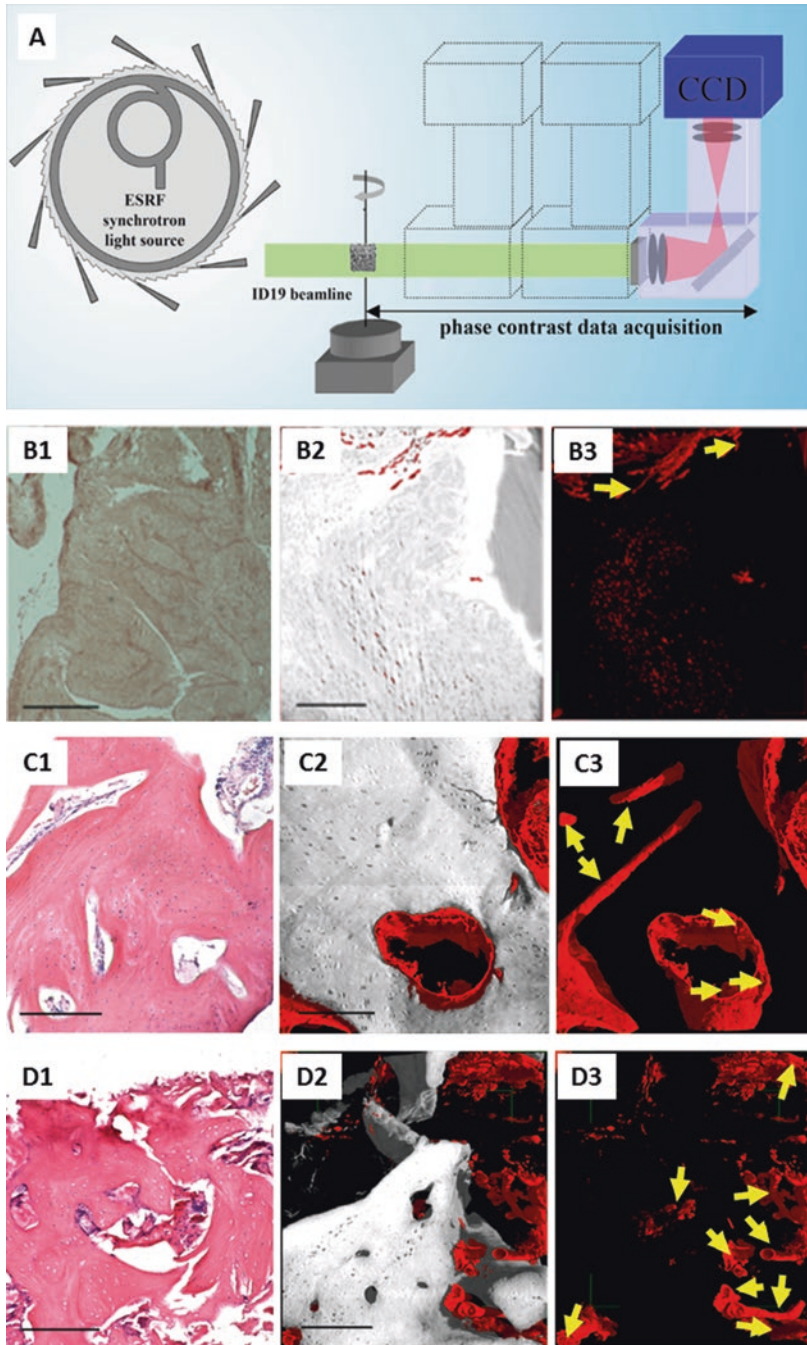 A
ESRF
synchrotron
light source
CCD
ID19 beamline
phase contrast data acquisition
B1
B2
B3
C1
C2
C3
D1
D2
D3